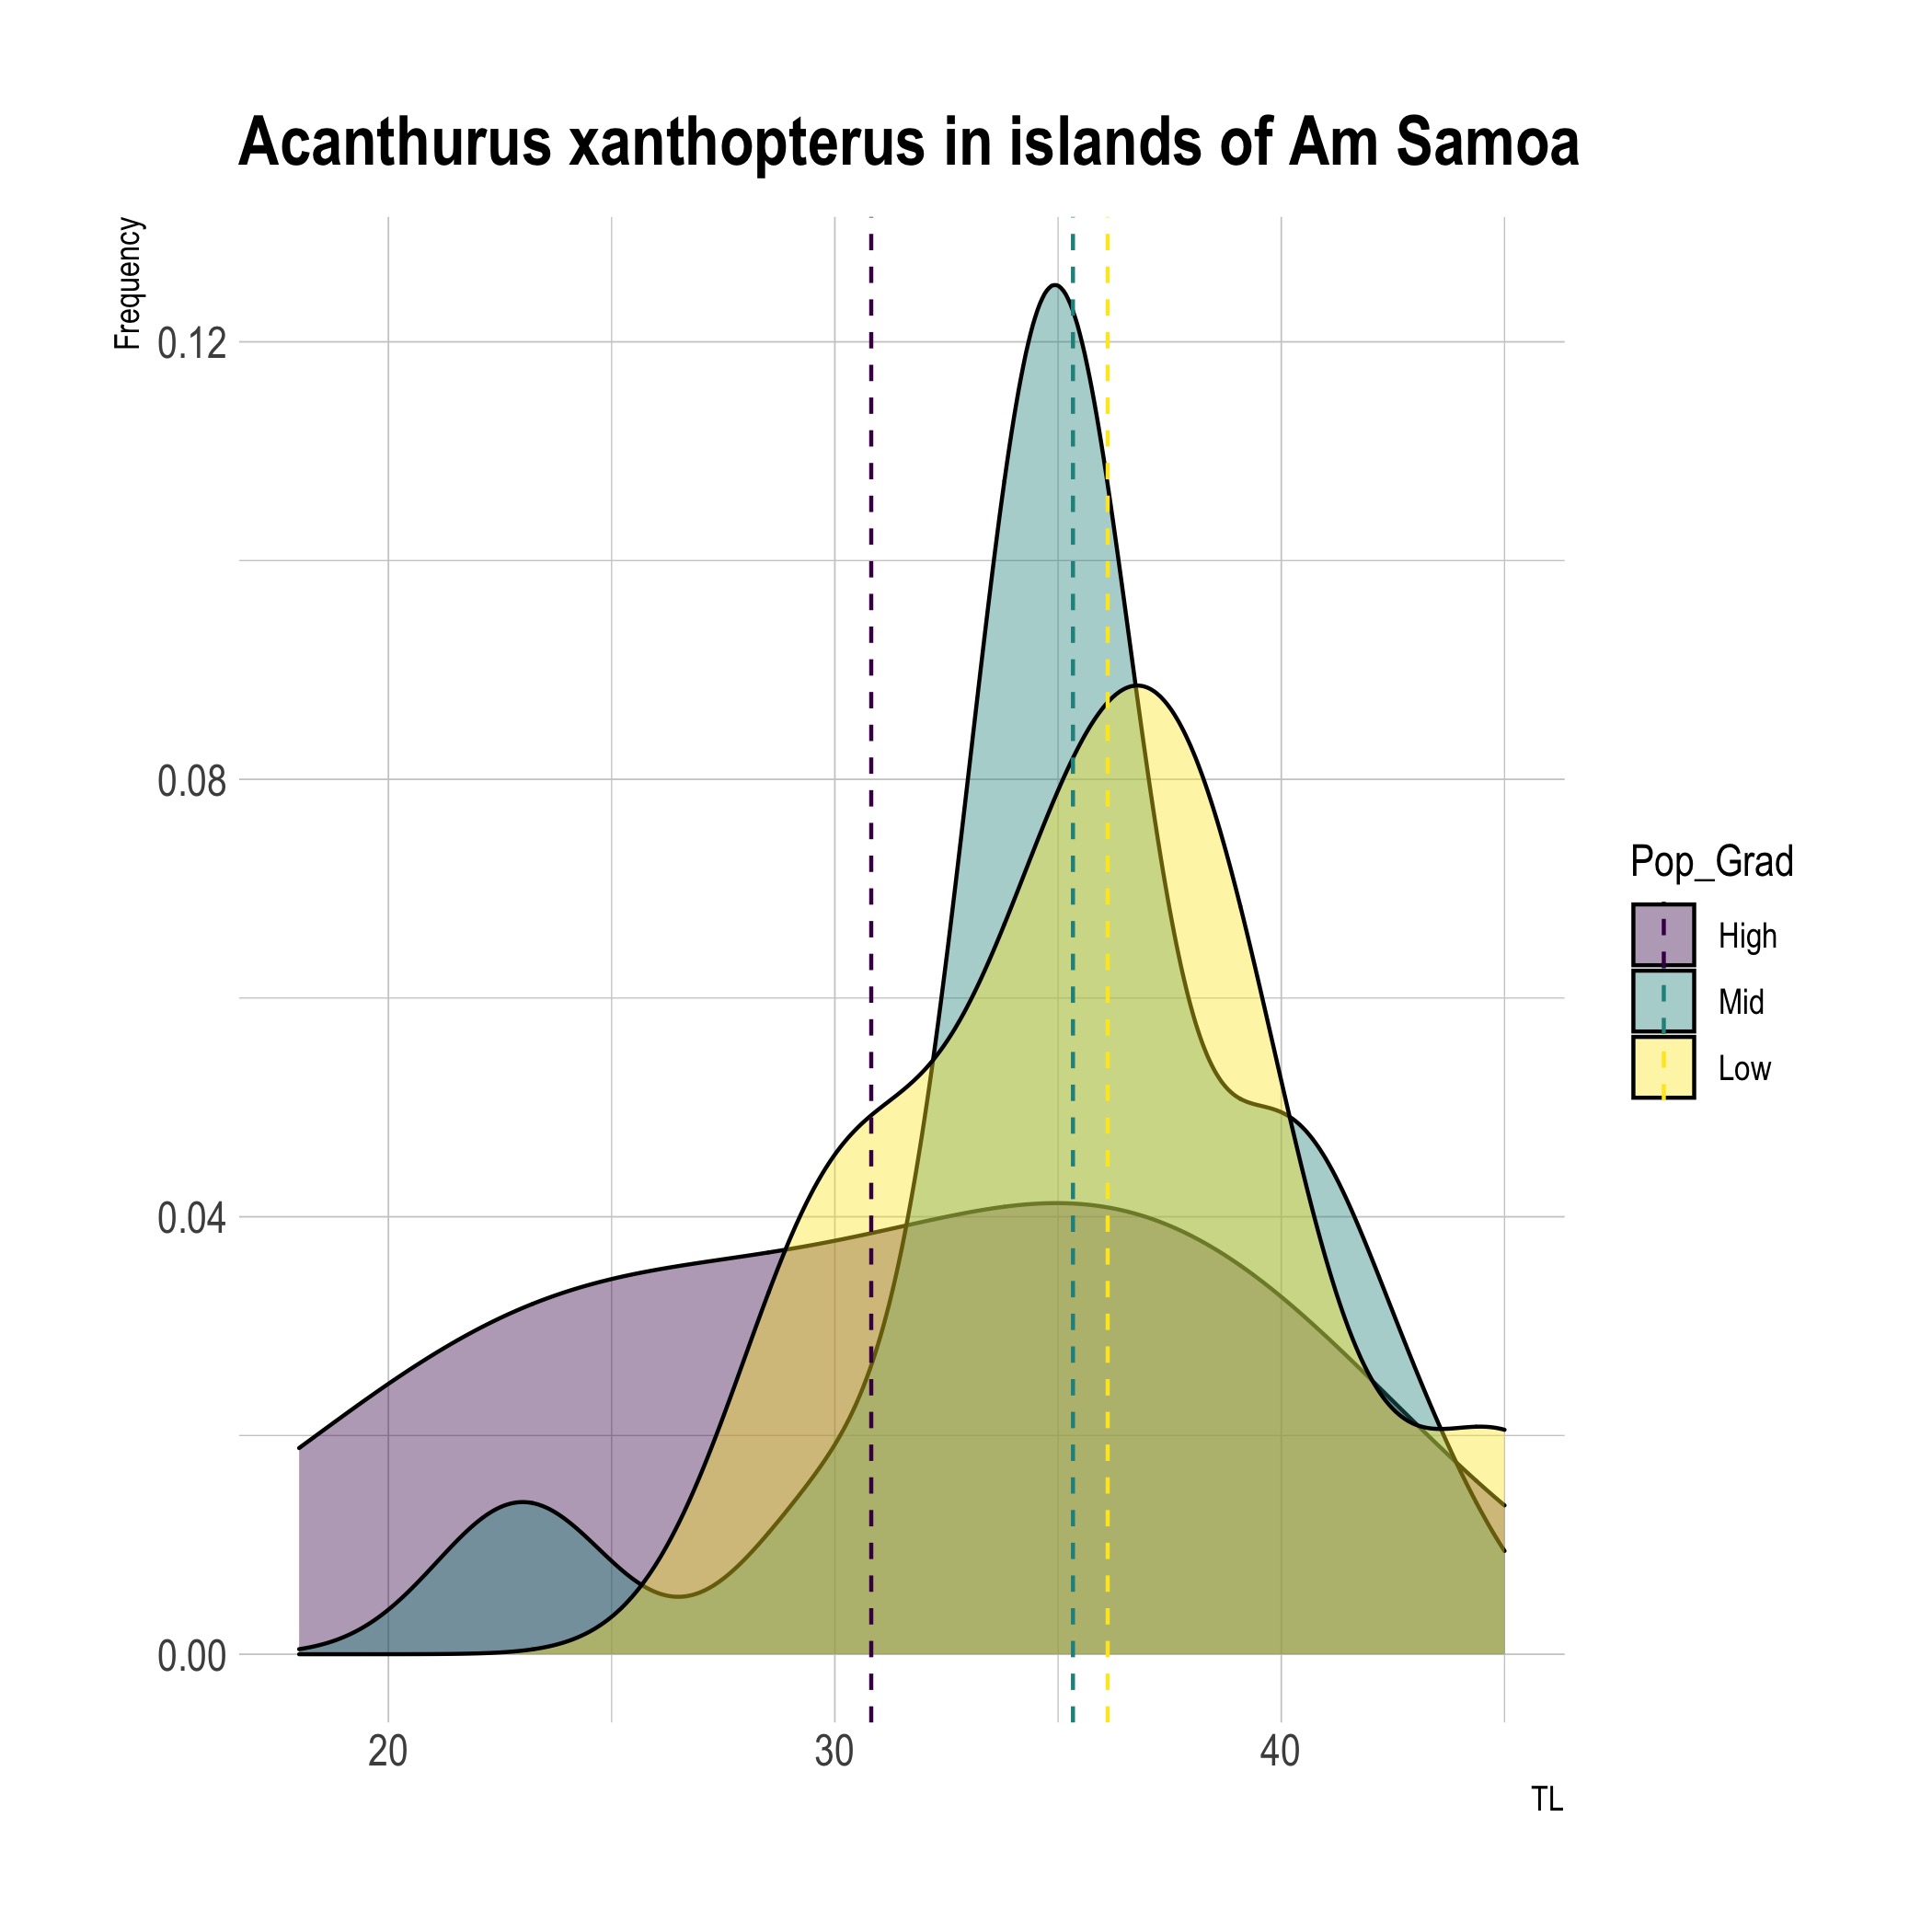 Acanthurus xanthopterus in islands of Am Samoa
Frequency
0.12
0.08
0.04
0.00
20 30 40
TL
Pop_Grad
High
Mid
Low